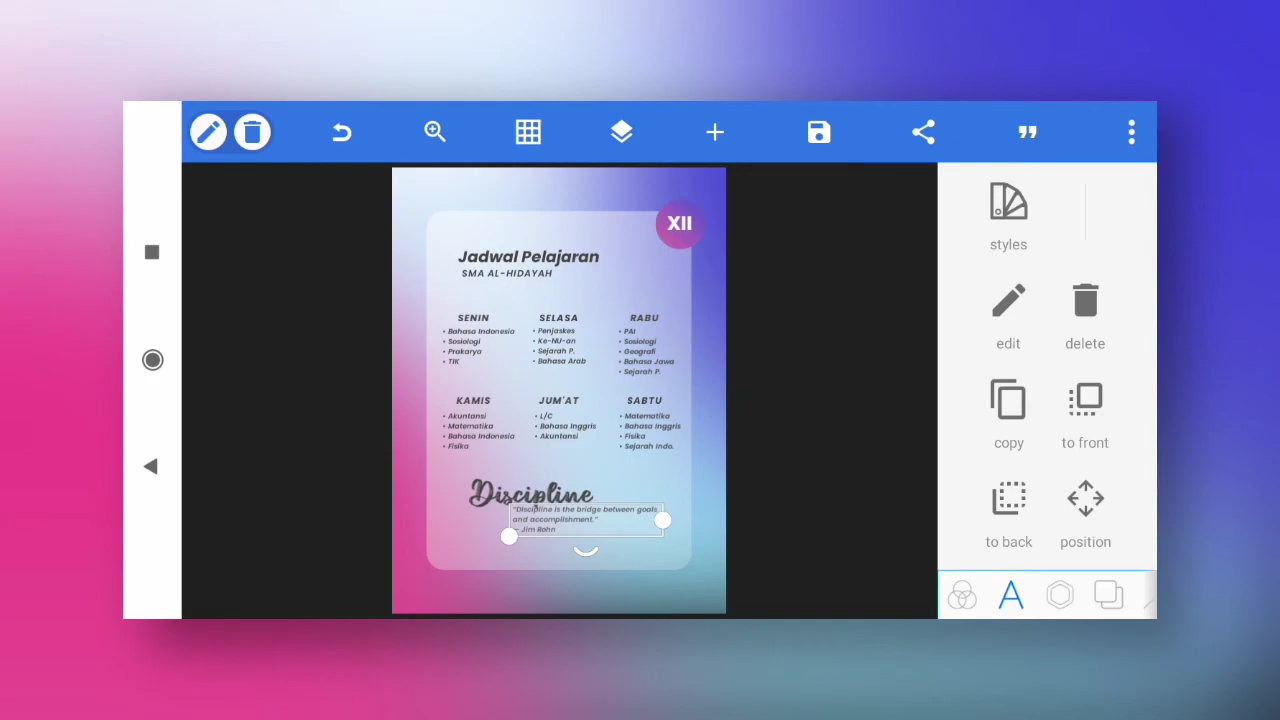 XII
Jadwal Pelajaran
SMA AL-HIDAYAH
SENIN
• Bahasa Indonesia
• Sosiologi
• Prakarya
• TIK
SELASA
• Penjaskes
• Ke-NU-an
• Sejarah P.
• Bahasa Arab
RABU
• PAI
• Sosiologi
• Geografi
• Bahasa Jawa
• Sejarah P.
KAMIS
• Akuntansi
• Matematika
• Bahasa Indonesia
• Fisika
JUM'AT
• L/C
• Bahasa Inggris
• Akuntansi
SABTU
• Matematika
• Bahasa Inggris
• Fisika
• Sejarah Indo.
Discipline
"Discipline is the bridge between goals
and accomplishment."
- Jim Rohn
styles
edit
delete
copy
to front
to back
position